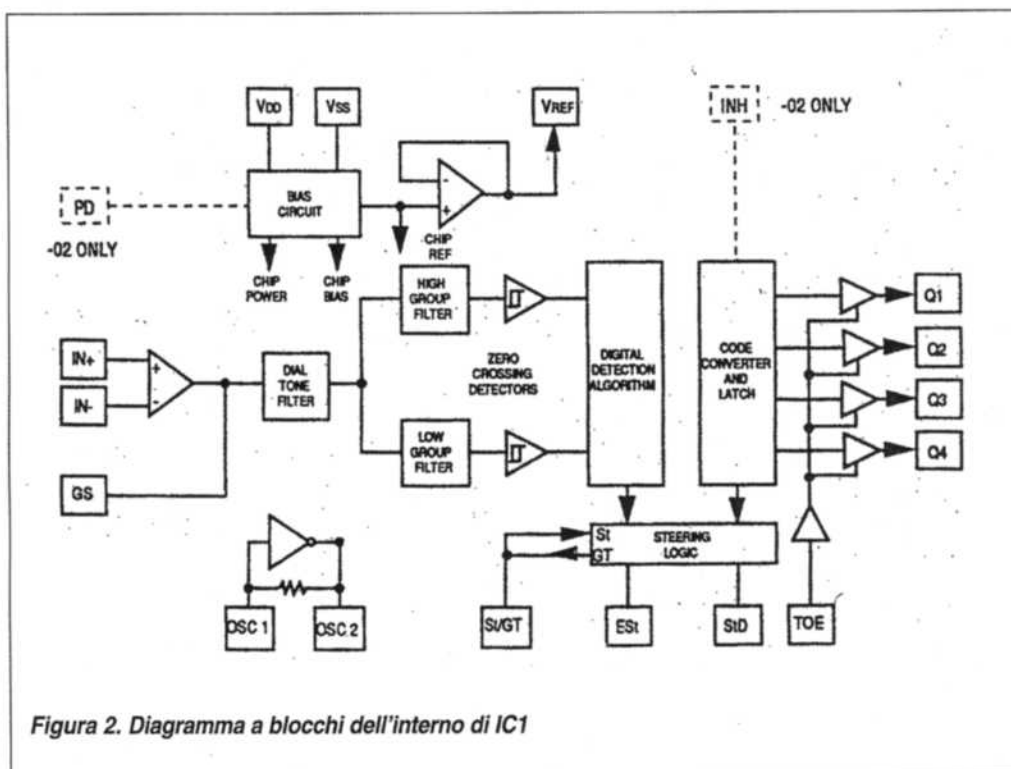 VDD
VSS
VREF
INH
-02 ONLY
PD
-02 ONLY
BIAS
CIRCUIT
-
+
CHIP
REF
CHIP
POWER
CHIP
BIAS
HIGH
GROUP
FILTER
IN+
IN-
+
-
DIAL
TONE
FILTER
ZERO
CROSSING
DETECTORS
DIGITAL
DETECTION
ALGORITHM
CODE
CONVERTER
AND
LATCH
Q1
Q2
Q3
Q4
LOW
GROUP
FILTER
GS
St
GT
STEERING
LOGIC
OSC 1
OSC 2
St/GT
ESt
StD
TOE
Figura 2. Diagramma a blocchi dell'interno di IC1